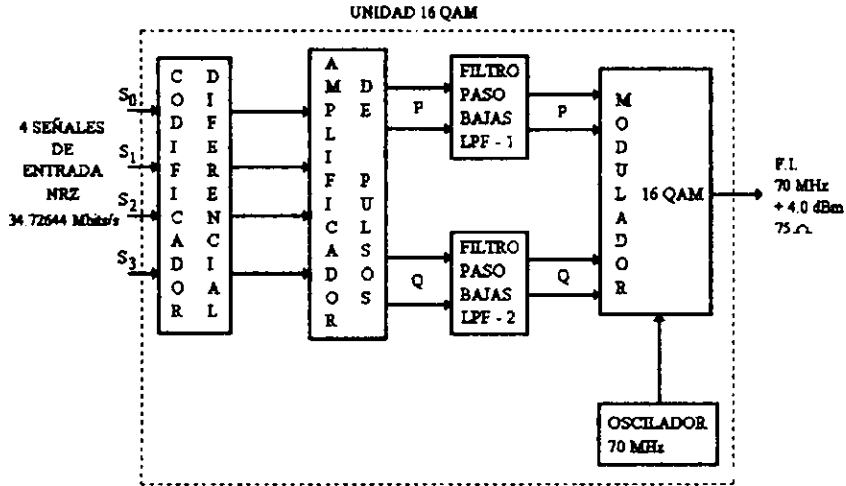 UNIDAD 16 QAM
4 SEÑALES
DE
ENTRADA
NRZ
34.72644 Mbits/s
S0
S1
S2
S3
CODIFICADOR
DIFERENCIAL
AMPLIFICADOR
DE PULSOS
P
Q
FILTRO
PASO
BAJAS
LPF - 1
FILTRO
PASO
BAJAS
LPF - 2
P
Q
MODULADOR
16 QAM
OSCILADOR
70 MHz
F.I.
70 MHz
+ 4.0 dBm
75 Ω